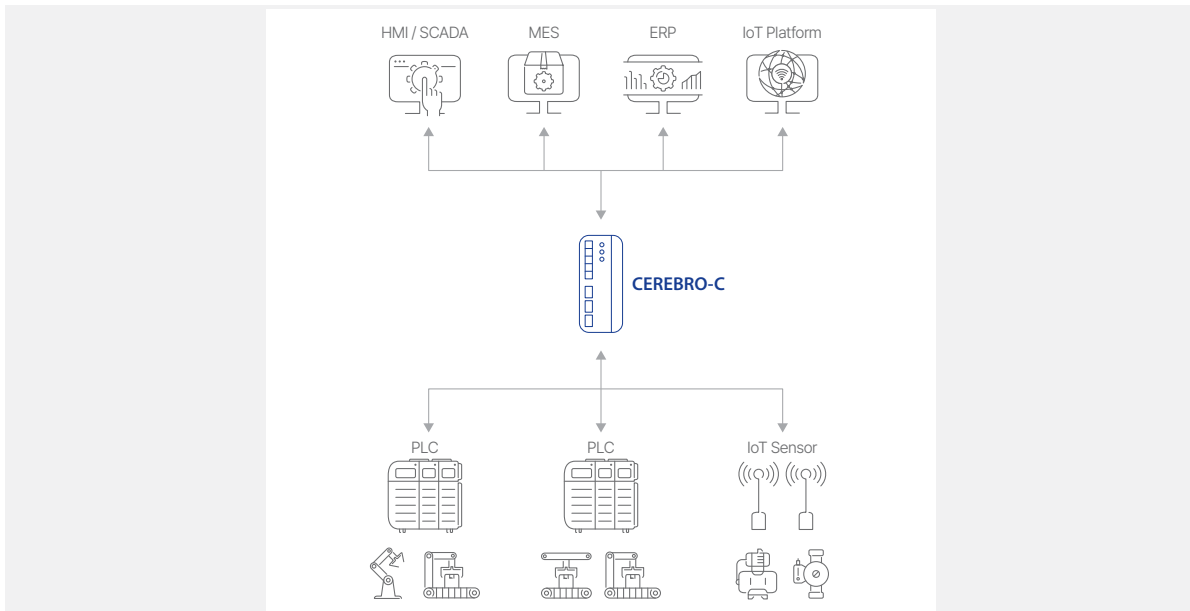 HMI / SCADA
MES
ERP
IoT Platform
CEREBRO-C
PLC
PLC
IoT Sensor